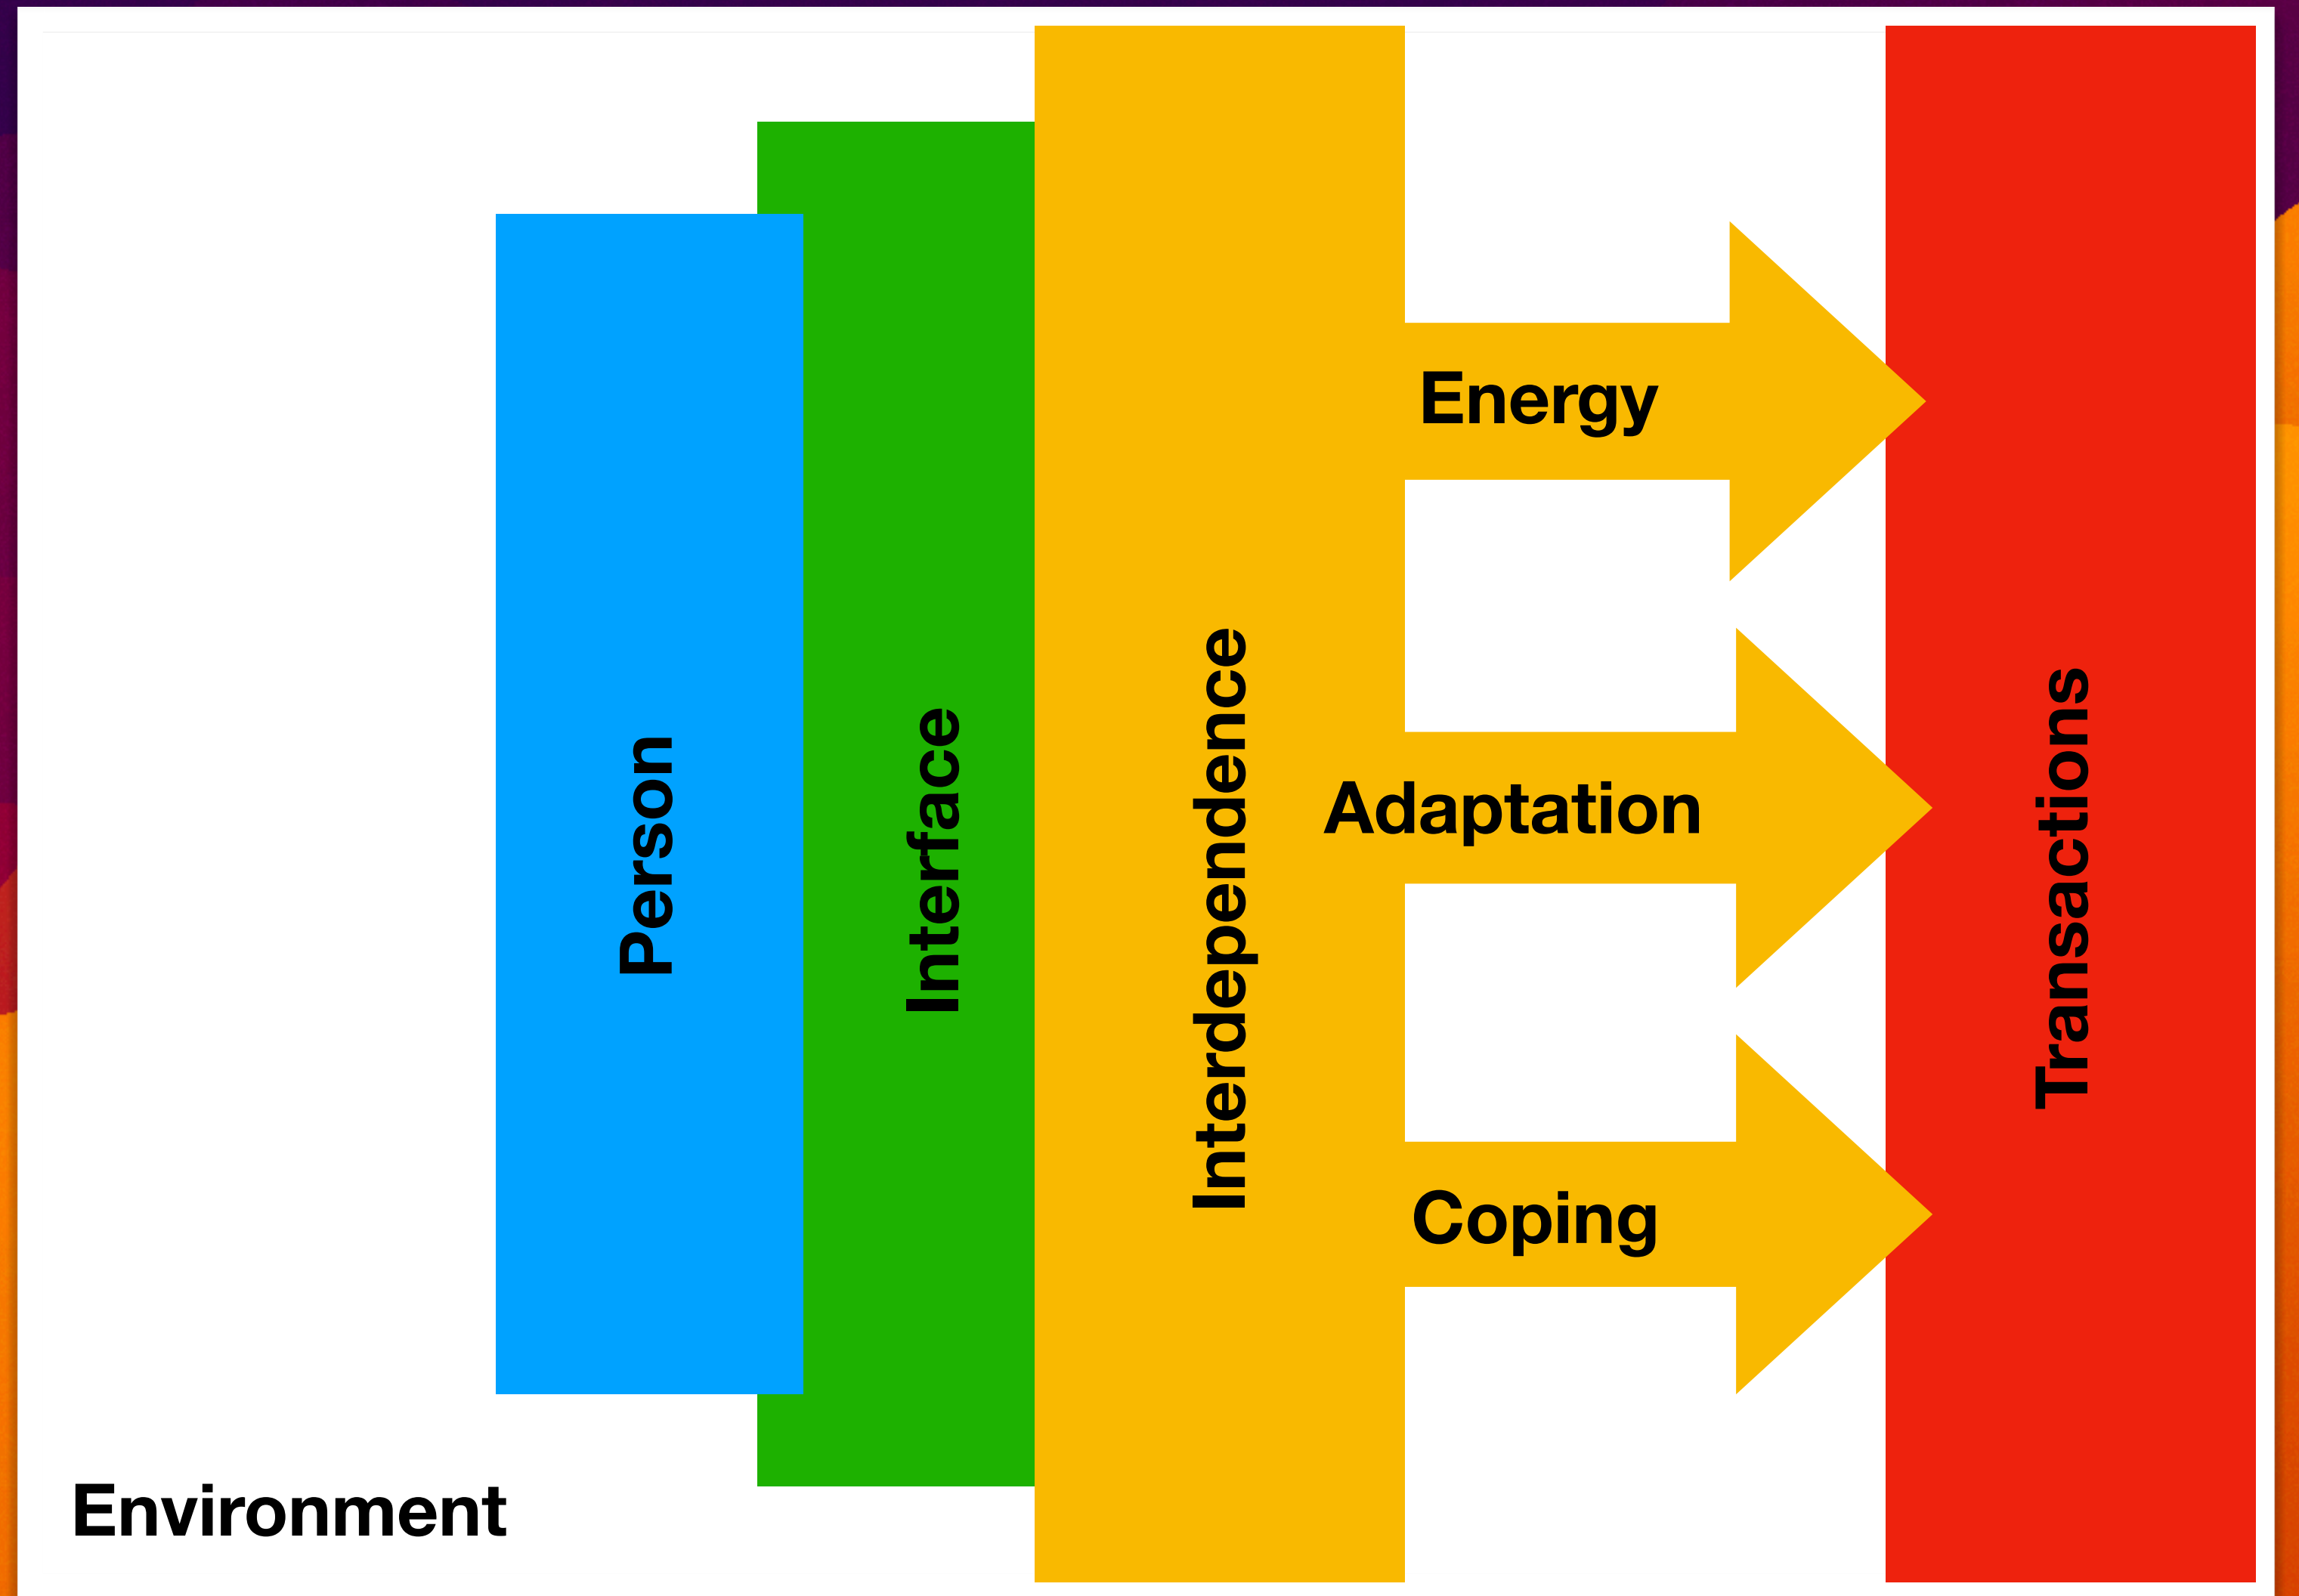 Person
Interface
Interdependence
Energy
Adaptation
Coping
Transactions
Environment